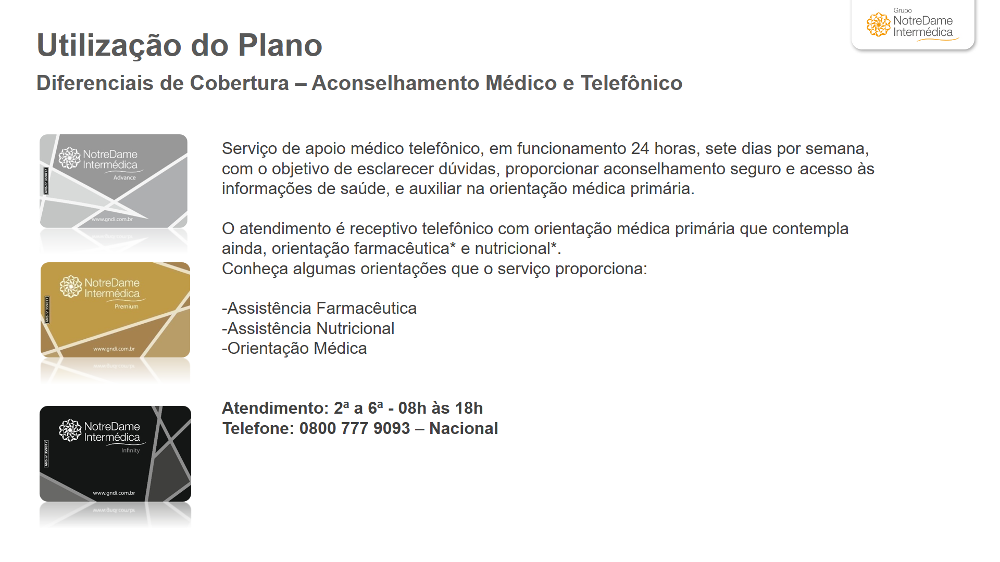 Grupo
NotreDame
Intermédica
Utilização do Plano
Diferenciais de Cobertura – Aconselhamento Médico e Telefônico
NotreDame
Intermédica
Advance
ANS nº 359017
www.gndi.com.br
NotreDame
Intermédica
Premium
ANS nº 359017
www.gndi.com.br
NotreDame
Intermédica
Infinity
ANS nº 359017
www.gndi.com.br
Serviço de apoio médico telefônico, em funcionamento 24 horas, sete dias por semana,
com o objetivo de esclarecer dúvidas, proporcionar aconselhamento seguro e acesso às
informações de saúde, e auxiliar na orientação médica primária.
O atendimento é receptivo telefônico com orientação médica primária que contempla
ainda, orientação farmacêutica* e nutricional*.
Conheça algumas orientações que o serviço proporciona:
-Assistência Farmacêutica
-Assistência Nutricional
-Orientação Médica
Atendimento: 2ª a 6ª - 08h às 18h
Telefone: 0800 777 9093 – Nacional